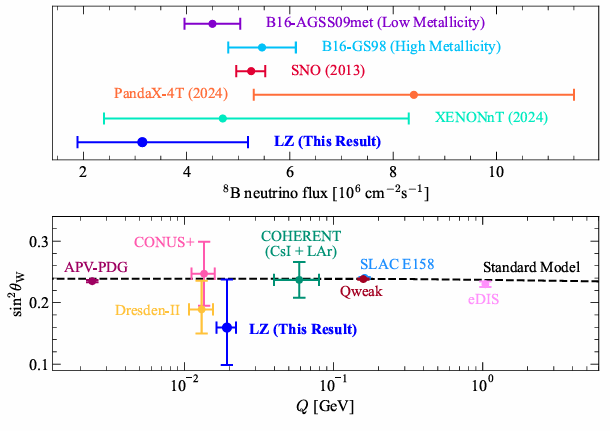 B16-AGSS09met (Low Metallicity)
B16-GS98 (High Metallicity)
SNO (2013)
PandaX-4T (2024)
XENONnT (2024)
LZ (This Result)
2 4 6 8 10
⁸B neutrino flux [10⁶ cm⁻²s⁻¹]
0.3
0.2
0.1
sin²θ_W
CONUS+
COHERENT
(CsI + LAr)
APV-PDG
SLAC E158
Standard Model
Qweak
eDIS
Dresden-II
LZ (This Result)
10⁻² 10⁻¹ 10⁰
Q [GeV]